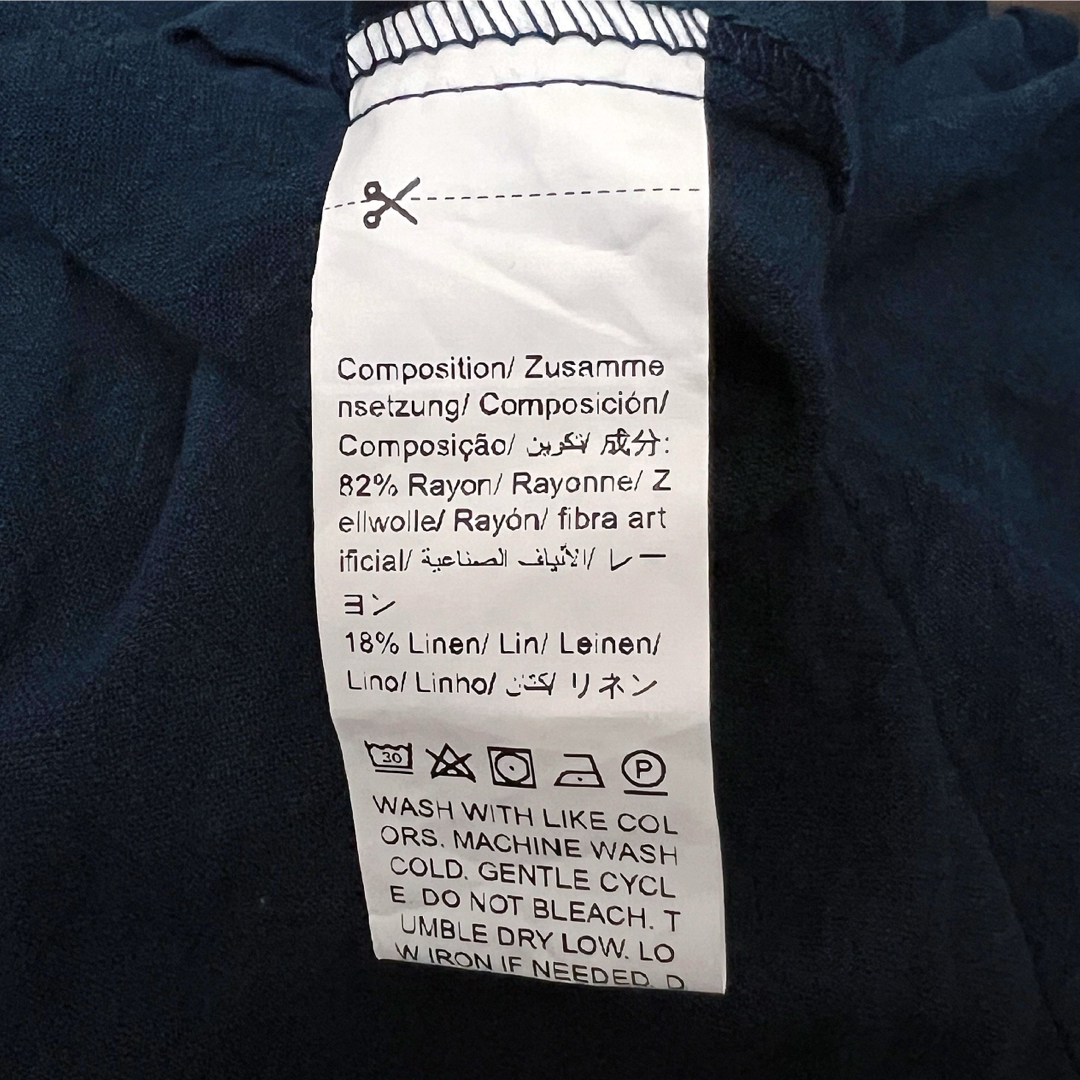 Composition/ Zusamme
nsetzung/ Composición/
Composição/ تكوين/ 成分:
82% Rayon/ Rayonne/ Z
ellwolle/ Rayón/ fibra art
ificial/ الألياف الصناعية/ レー
ヨン
18% Linen/ Lin/ Leinen/
Lino/ Linho/ كتان/ リネン
30 P
WASH WITH LIKE COL
ORS. MACHINE WASH
COLD. GENTLE CYCL
E. DO NOT BLEACH. T
UMBLE DRY LOW. LO
W IRON IF NEEDED. D